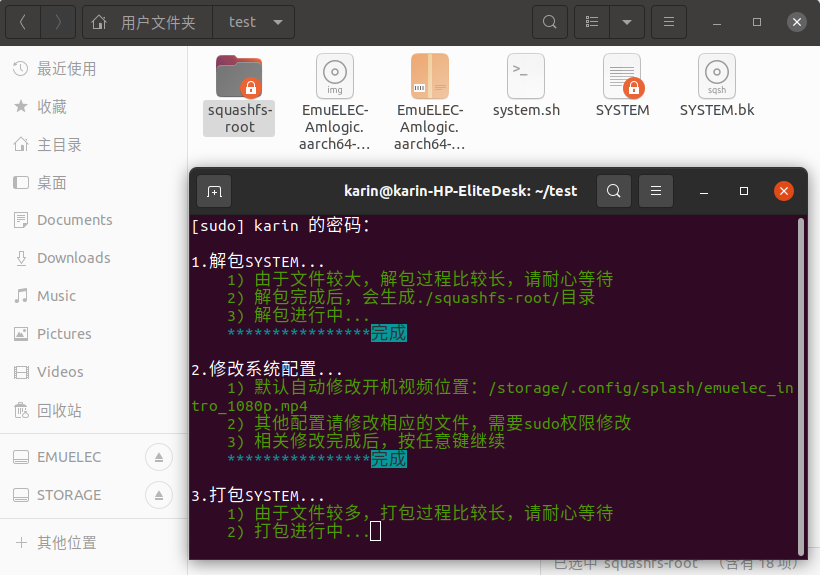 用户文件夹 test
最近使用
收藏
主目录
桌面
Documents
Downloads
Music
Pictures
Videos
回收站
EMUELEC
STORAGE
其他位置
squashfs-
root
img
EmuELEC-
Amlogic.
aarch64-...
EmuELEC-
Amlogic.
aarch64-...
>_
system.sh
SYSTEM
sqsh
SYSTEM.bk
karin@karin-HP-EliteDesk: ~/test
[sudo] karin 的密码：
1.解包SYSTEM...
1) 由于文件较大，解包过程比较长，请耐心等待
2) 解包完成后，会生成./squashfs-root/目录
3) 解包进行中...
****************完成
2.修改系统配置...
1) 默认自动修改开机视频位置：/storage/.config/splash/emuelec_in
tro_1080p.mp4
2) 其他配置请修改相应的文件，需要sudo权限修改
3) 相关修改完成后，按任意键继续
****************完成
3.打包SYSTEM...
1) 由于文件较多，打包过程比较长，请耐心等待
2) 打包进行中...
已选中"squashfs-root" （含有 18 项）